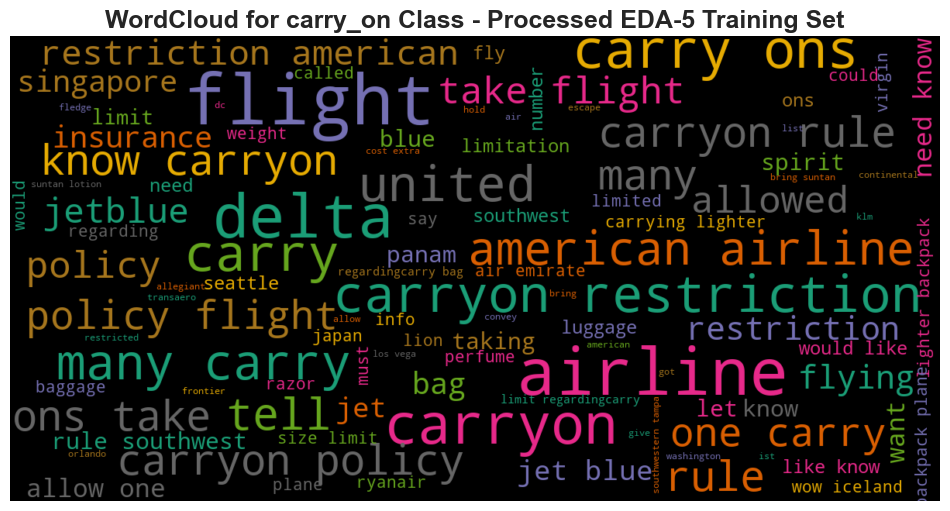 WordCloud for carry_on Class - Processed EDA-5 Training Set
restriction american
fly
carry ons
singapore
called
could
virgin
need know
flight
take flight
number
ons
fledge
dc
hold
escape
air
limit
insurance
weight
blue
limitation
carryon rule
list
know carryon
cost extra
spirit
bring suntan
continental
suntan lotion
need
would
united
many
allowed
limited
jetblue
delta
say
southwest
carrying lighter
klm
regarding
carry
panam
american airline
policy
seattle
regardingcarry bag
air emirate
allegiant
transaero
carryon restriction
bring
lighter backpack
policy flight
allow
info
convey
luggage
restriction
restricted
japan
lion
taking
american
would like
many carry
los vega
must
perfume
airline
got
flying
baggage
frontier
razor
bag
limit regardingcarry
backpack plane
ons take
tell
jet
carryon
let
know
want
orlando
rule southwest
size limit
give
southwestern tampa
one carry
carryon policy
washington
ist
like know
allow one
plane
ryanair
jet blue
rule
wow iceland